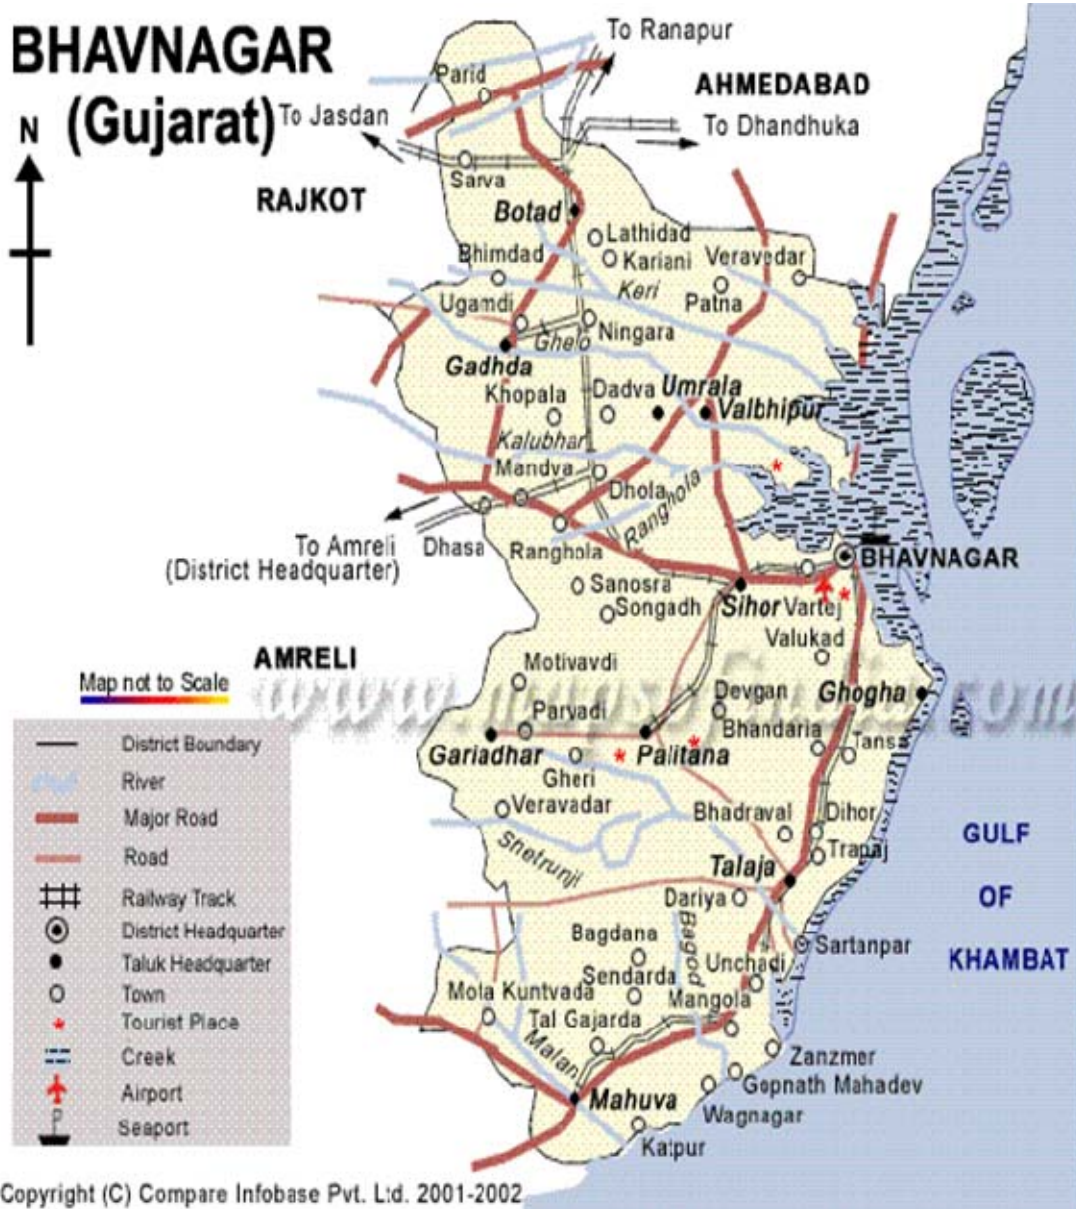 BHAVNAGAR
(Gujarat)
N
To Ranapur
AHMEDABAD
To Dhandhuka
To Jasdan
RAJKOT
Parid
Sarva
Botad
Lathidad
Kariani
Veravedar
Bhimdad
Keri
Patna
Ugamdi
Ningara
Ghelo
Gadhda
Khopala
Dadva
Umrala
Valbhipur
Kalubhar
Mandva
Dhola
Ranghola
To Amreli
(District Headquarter)
Dhasa
Ranghola
BHAVNAGAR
Sanosra
Songadh
Sihor
Vartej
Valukad
AMRELI
Motivavdi
Devgan
Ghogha
Parvadi
Bhandaria
Tansa
Gariadhar
Palitana
Gheri
Veravadar
Bhadraval
Dihor
Trapaj
Shetrunji
Talaja
Dariya
GULF
OF
KHAMBAT
Bagdana
Bagod
Sartanpar
Unchadi
Sendarda
Mola Kuntvada
Mangola
Tal Gajarda
Malan
Zanzmer
Gopnath Mahadev
Mahuva
Wagnagar
Katpur
Map not to Scale
District Boundary
River
Major Road
Road
Railway Track
District Headquarter
Taluk Headquarter
Town
Tourist Place
Creek
Airport
Seaport
Copyright (C) Compare Infobase Pvt. Ltd. 2001-2002